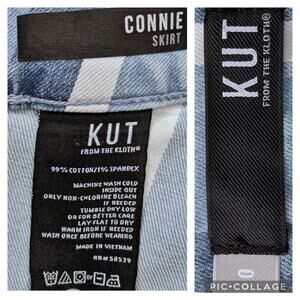 CONNIE
SKIRT
KUT
FROM THE KLOTH®
99% COTTON/1% SPANDEX
MACHINE WASH COLD
INSIDE OUT
ONLY NON-CHLORINE BLEACH
IF NEEDED
TUMBLE DRY LOW
OR FOR BETTER CARE
LAY FLAT TO DRY
WARM IRON IF NEEDED
WASH ONCE BEFORE WEARING
MADE IN VIETNAM
RN# 58539
KUT
FROM THE KLOTH®
PIC•COLLAGE